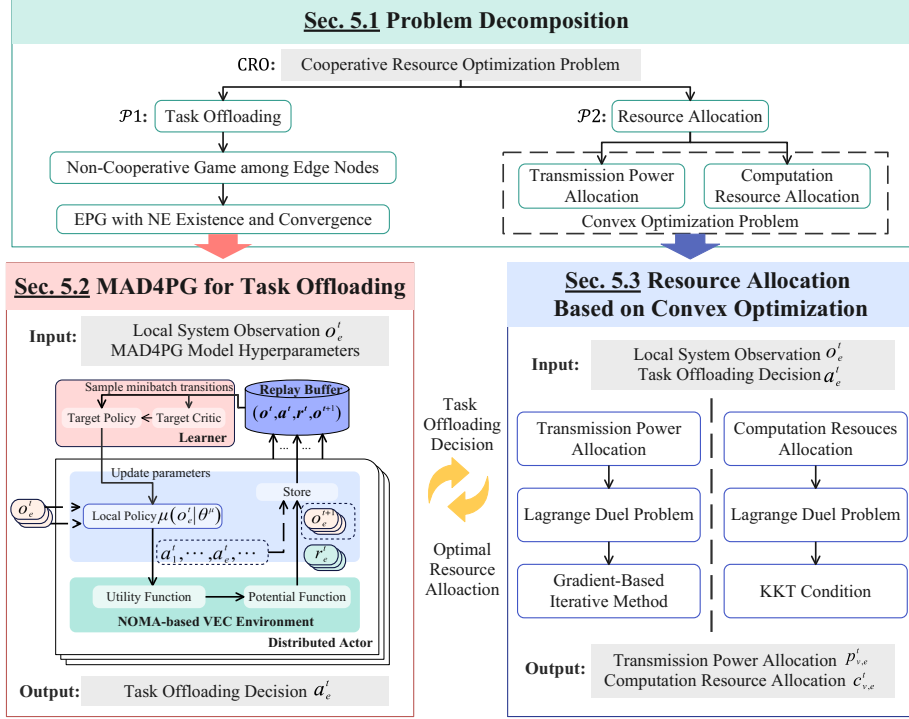 Sec. 5.1 Problem Decomposition
CRO: Cooperative Resource Optimization Problem
𝒫1: Task Offloading
Non-Cooperative Game among Edge Nodes
EPG with NE Existence and Convergence
𝒫2: Resource Allocation
Transmission Power
Allocation
Computation
Resource Allocation
Convex Optimization Problem
Sec. 5.2 MAD4PG for Task Offloading
Input: Local System Observation o_e^t
MAD4PG Model Hyperparameters
Sample minibatch transitions
Target Policy
Target Critic
Learner
Replay Buffer
(o^t, a^t, r^t, o^{t+1})
... ...
Update parameters
o_e^t
Local Policy μ(o_e^t|θ^μ)
Store
o_e^{t+1}
a_1^t, ⋯, a_e^t, ⋯
r_e^t
Utility Function
Potential Function
NOMA-based VEC Environment
Distributed Actor
Output: Task Offloading Decision a_e^t
Task
Offloading
Decision
Optimal
Resource
Alloaction
Sec. 5.3 Resource Allocation
Based on Convex Optimization
Input: Local System Observation o_e^t
Task Offloading Decision a_e^t
Transmission Power
Allocation
Lagrange Duel Problem
Gradient-Based
Iterative Method
Computation Resouces
Allocation
Lagrange Duel Problem
KKT Condition
Output: Transmission Power Allocation p_{v,e}^t
Computation Resource Allocation c_{v,e}^t